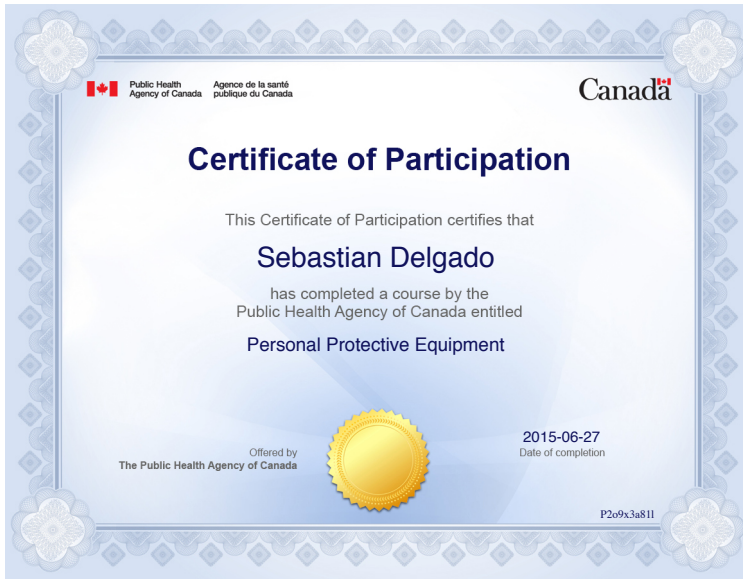 Public Health
Agency of Canada
Agence de la santé
publique du Canada
Canada
Certificate of Participation
This Certificate of Participation certifies that
Sebastian Delgado
has completed a course by the
Public Health Agency of Canada entitled
Personal Protective Equipment
Offered by
The Public Health Agency of Canada
2015-06-27
Date of completion
P2o9x3a81l